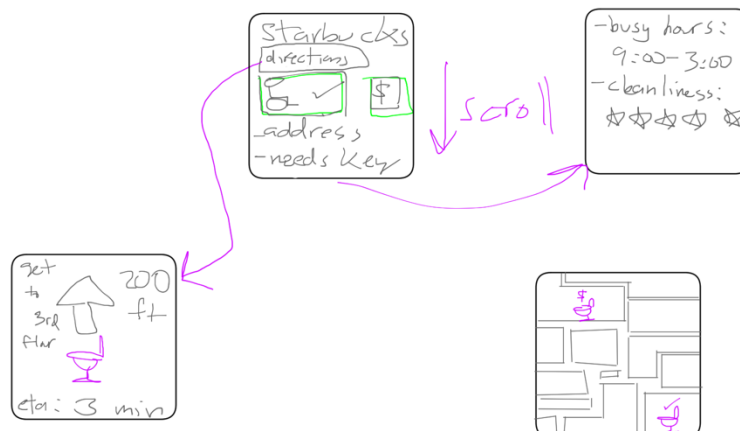 Starbucks
directions
$
-address
-needs key
scroll
-busy hours:
9:00-3:00
-cleanliness:
get
to
3rd
flur
200
ft
eta: 3 min
$